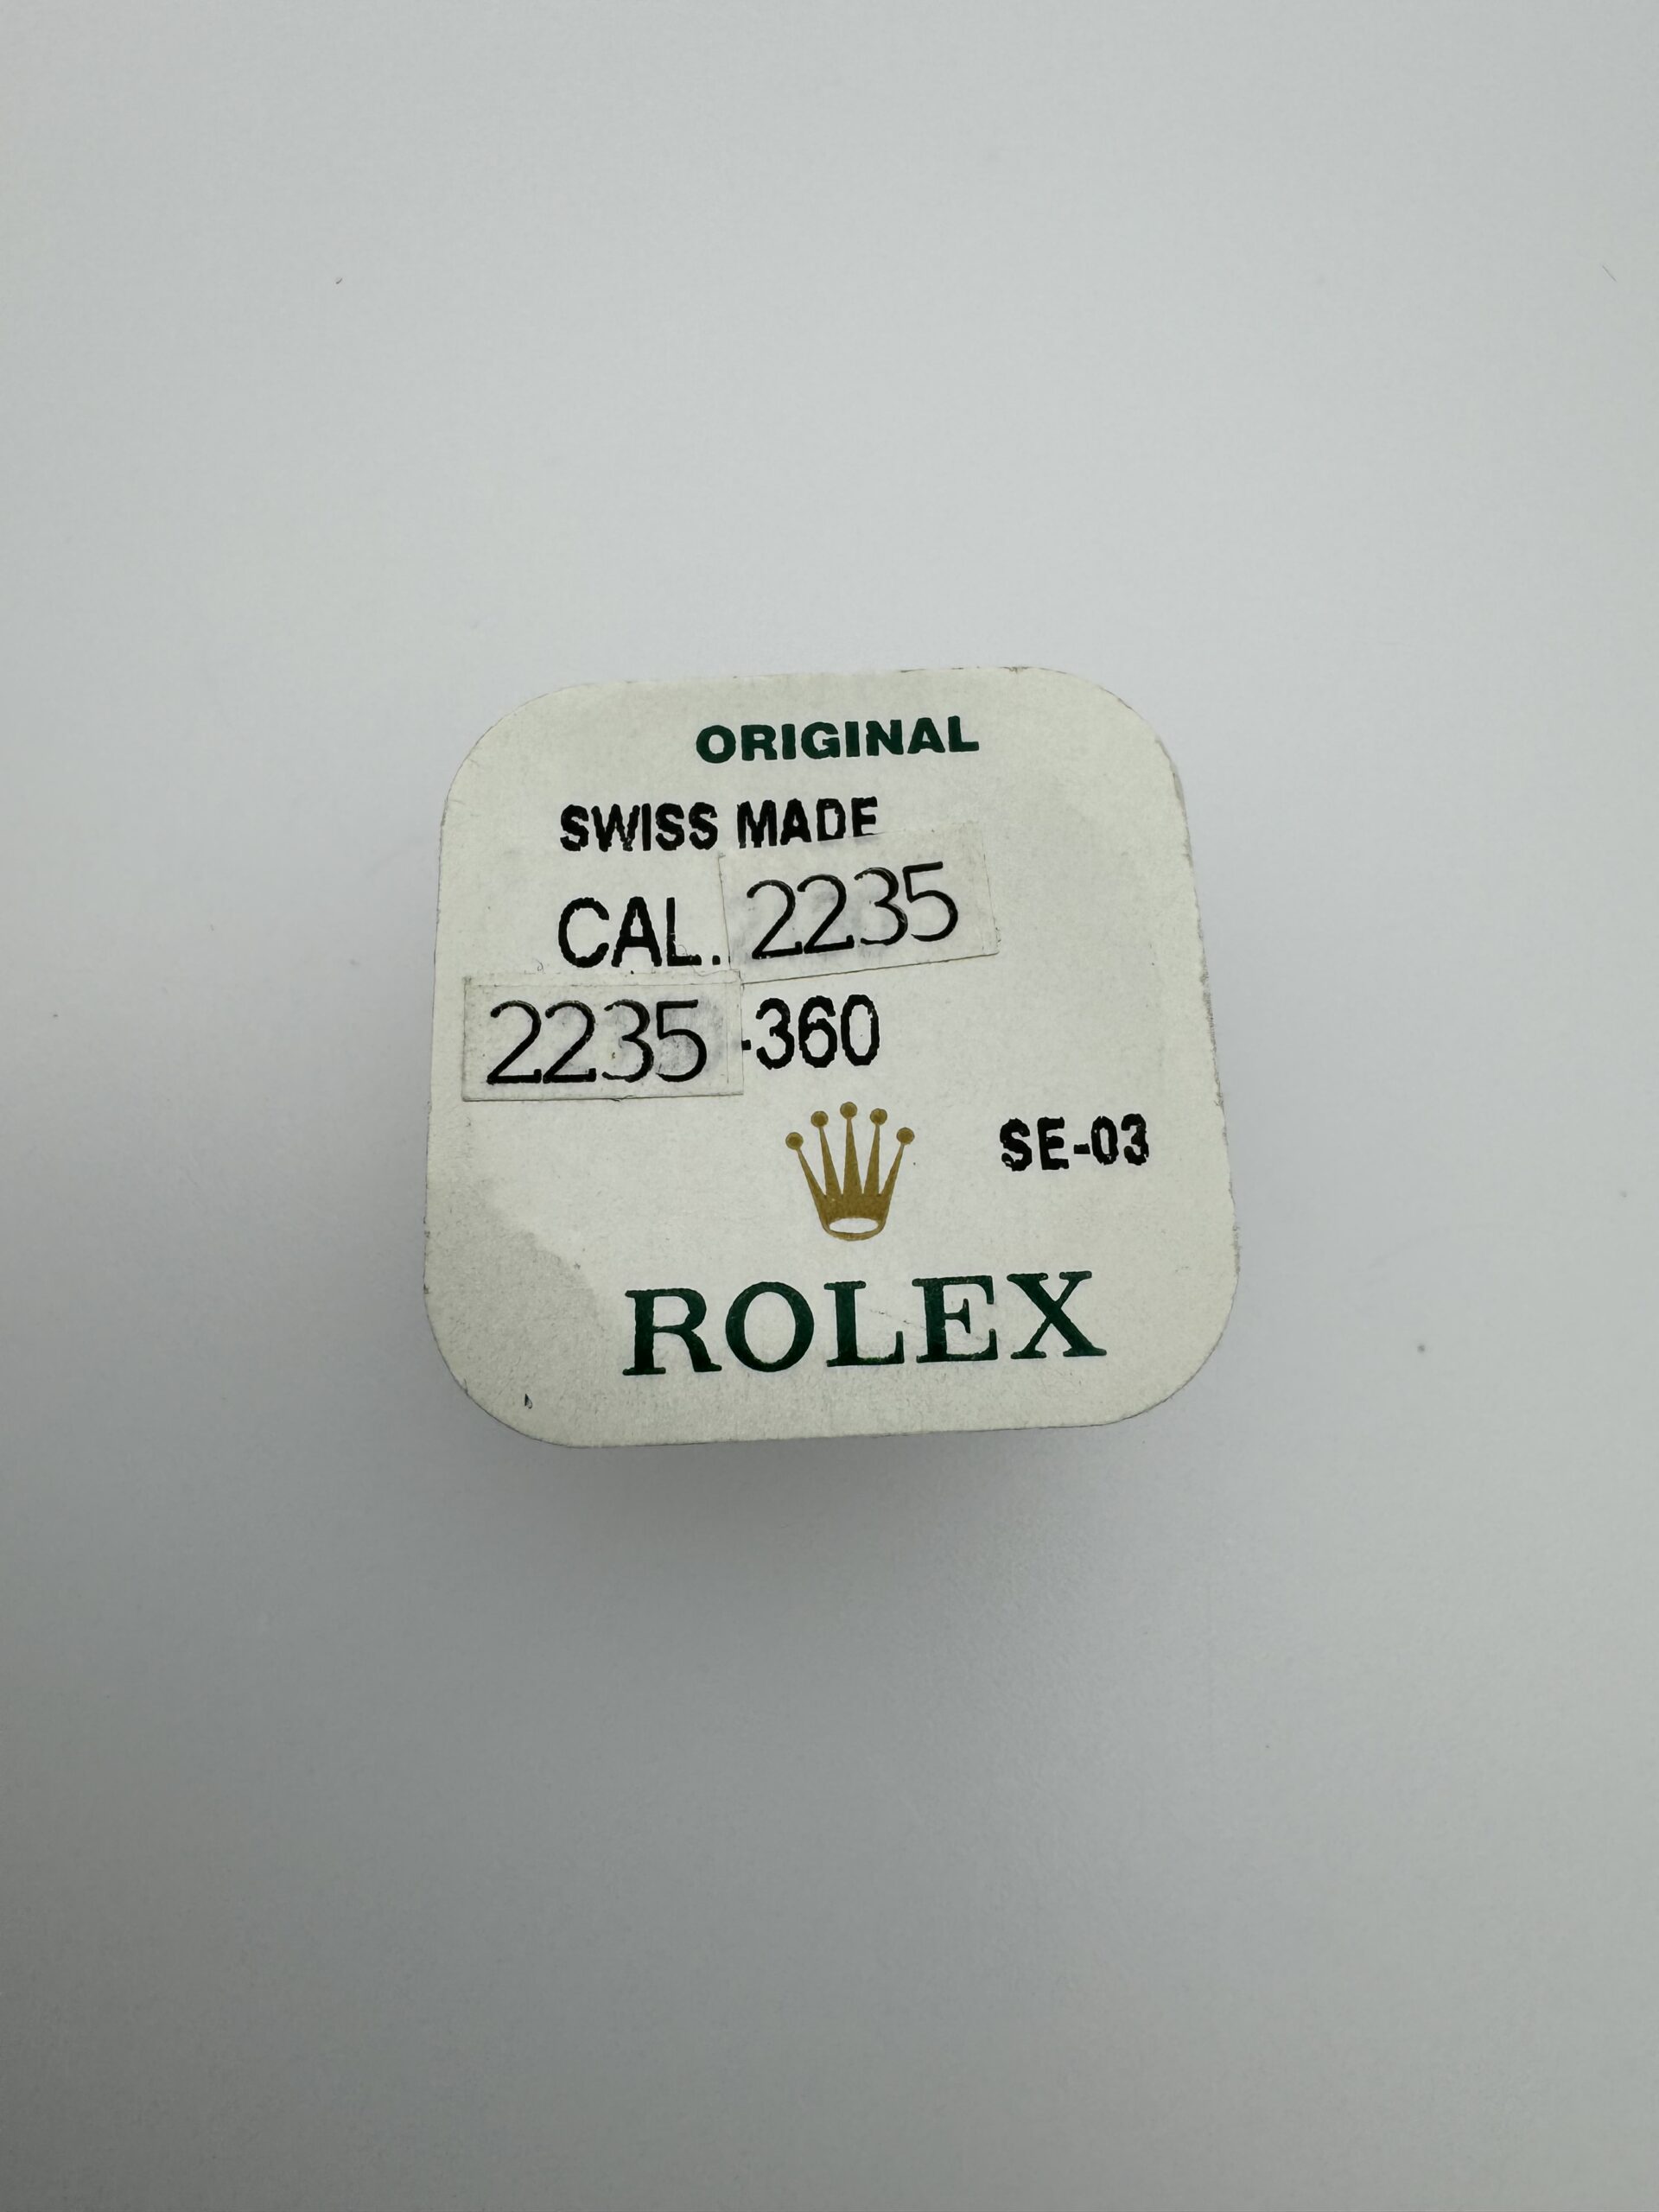 ORIGINAL
SWISS MADE
CAL. 2235
2235-360
SE-03
ROLEX